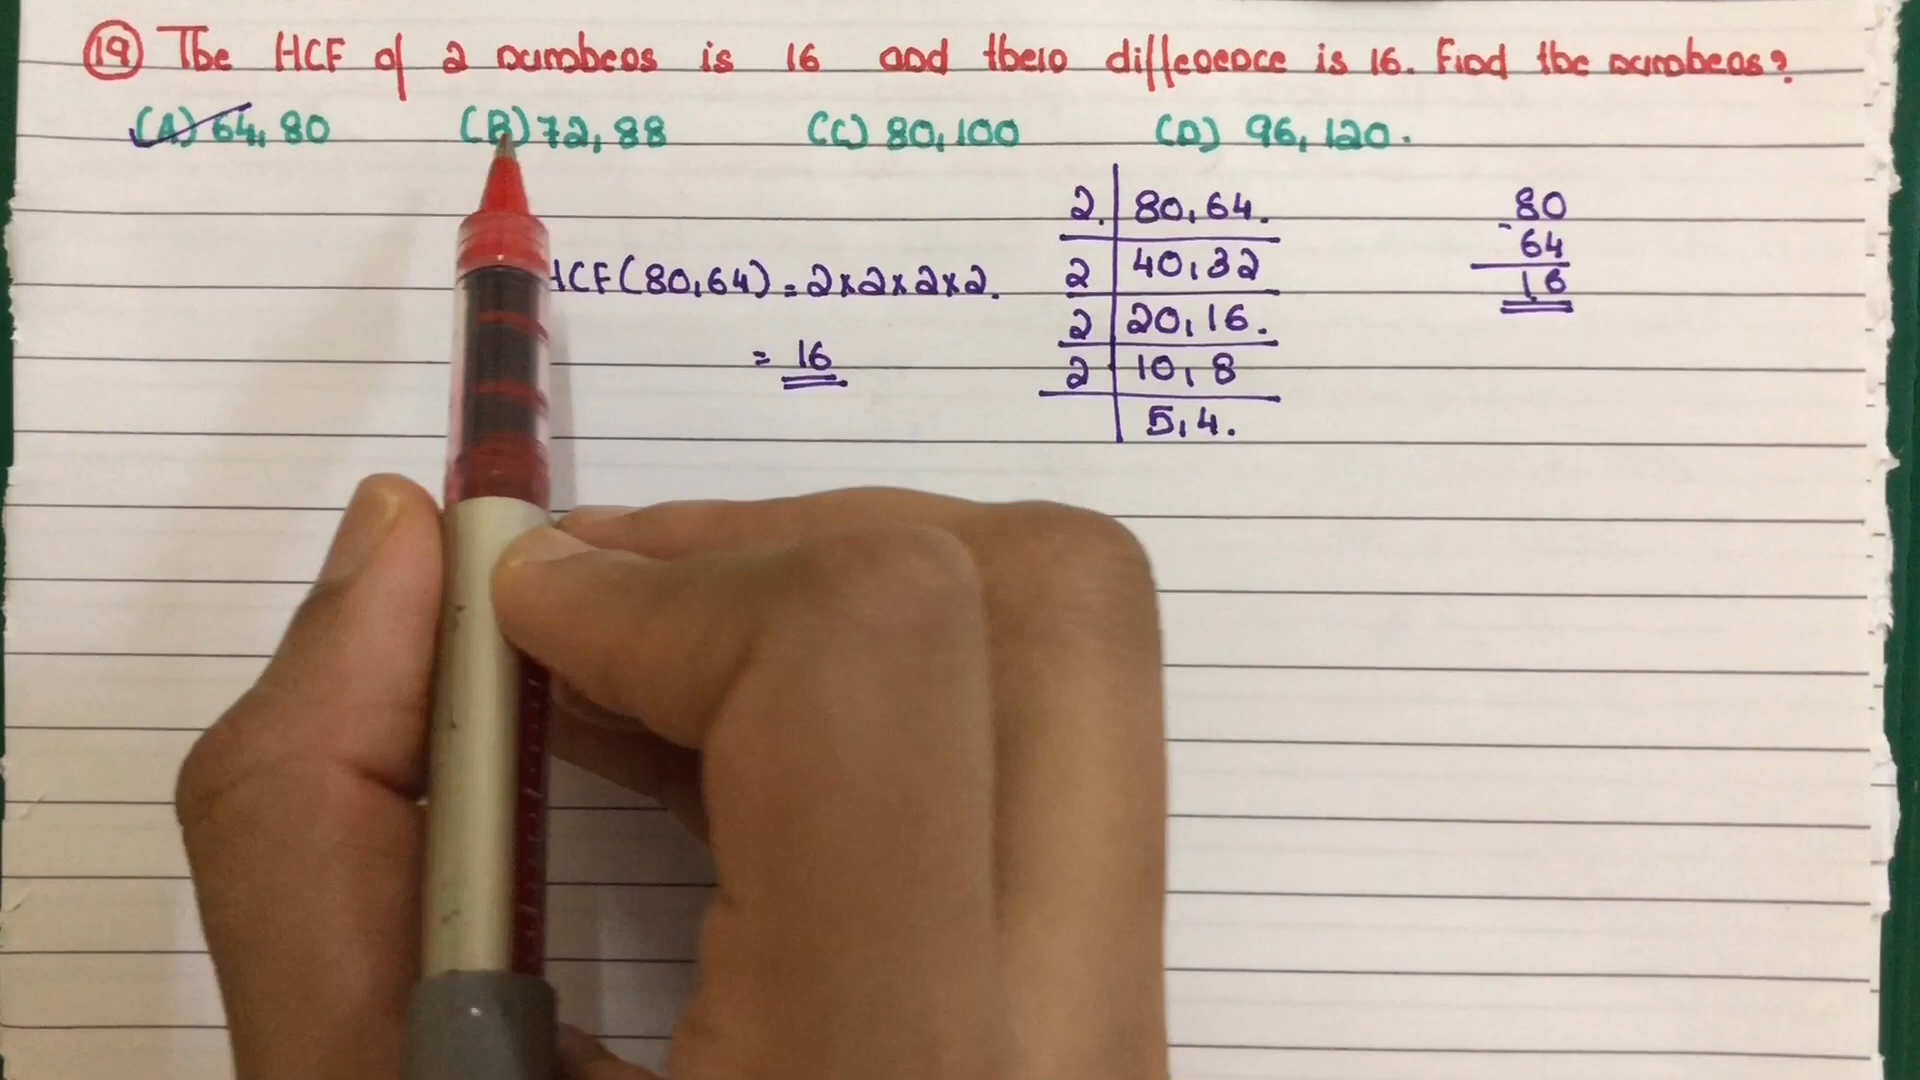 19 The HCF of 2 numbers is 16 and their difference is 16. Find the numbers?
(A) 64, 80 (B) 72, 88 (C) 80, 100 (D) 96, 120.
2. 80, 64.
2 40, 32
2 20, 16.
2 10, 8
5, 4.
HCF(80, 64) = 2×2×2×2.
= 16
80
- 64
16